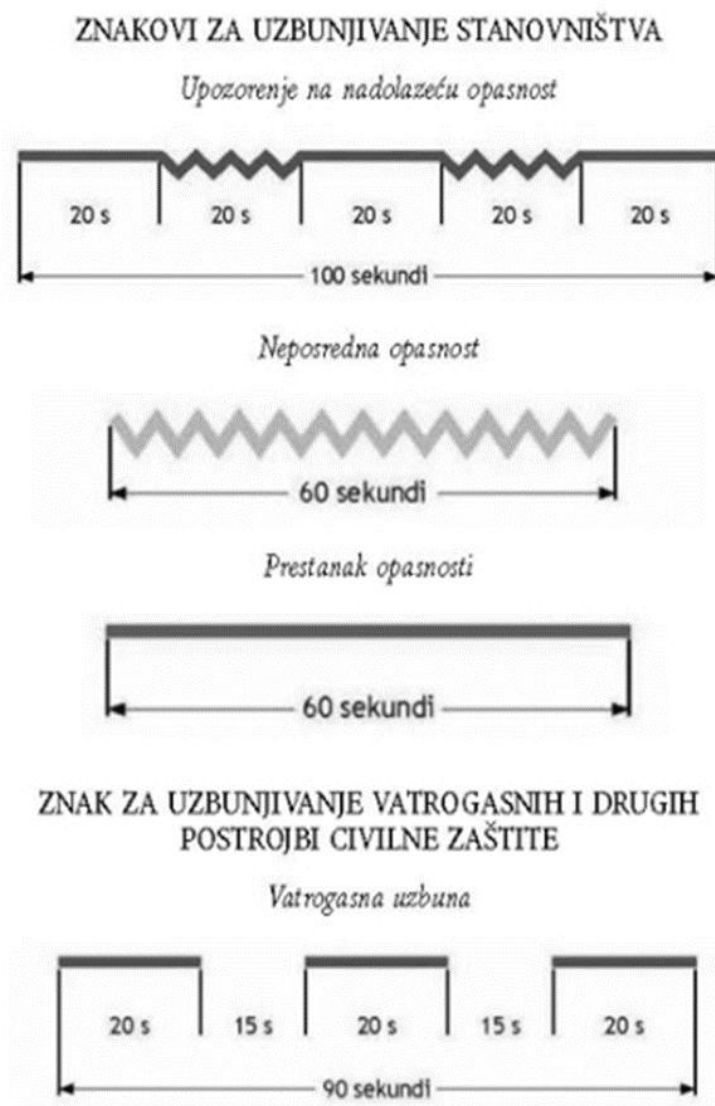 ZNAKOVI ZA UZBUNJIVANJE STANOVNIŠTVA
Upozorenje na nadolazeću opasnost
20 s 20 s 20 s 20 s 20 s
100 sekundi
Neposredna opasnost
60 sekundi
Prestanak opasnosti
60 sekundi
ZNAK ZA UZBUNJIVANJE VATROGASNIH I DRUGIH
POSTROJBI CIVILNE ZAŠTITE
Vatrogasna uzbuna
20 s 15 s 20 s 15 s 20 s
90 sekundi